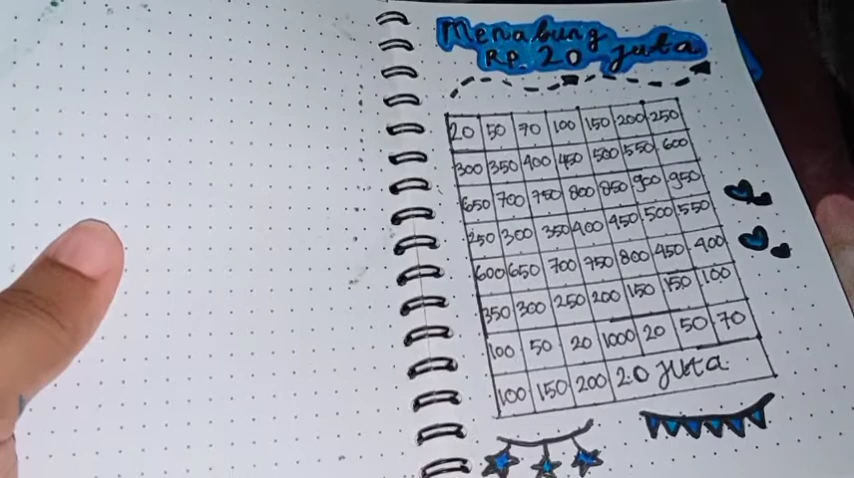 Menabung
RP. 20 juta
20 50 70 100 150 200 250
300 350 400 450 500 550 600
650 700 750 800 850 900 950
250 300 350 400 450 500 550
600 650 700 750 800 450 400
350 300 250 200 150 150 100
100 50 20 1000 20 50 70
100 150 200 20 juta